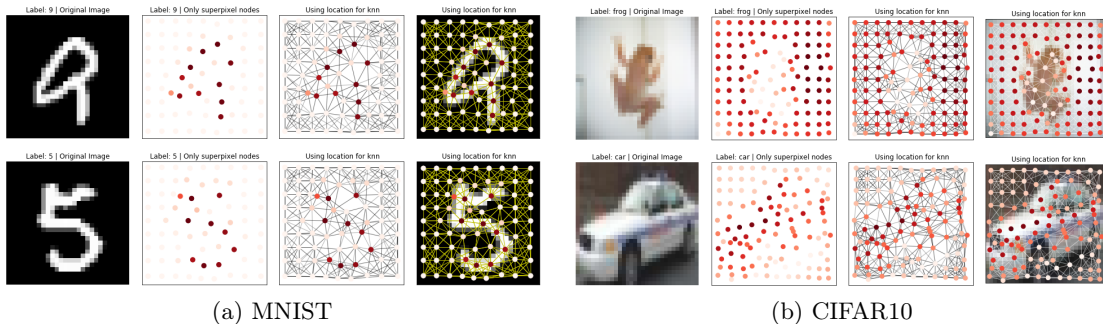 Label: 9 | Original Image
Label: 9 | Only superpixel nodes
Using location for knn
Using location for knn
Label: frog | Original Image
Label: frog | Only superpixel nodes
Using location for knn
Using location for knn
Label: 5 | Original Image
Label: 5 | Only superpixel nodes
Using location for knn
Using location for knn
Label: car | Original Image
Label: car | Only superpixel nodes
Using location for knn
Using location for knn
(a) MNIST
(b) CIFAR10